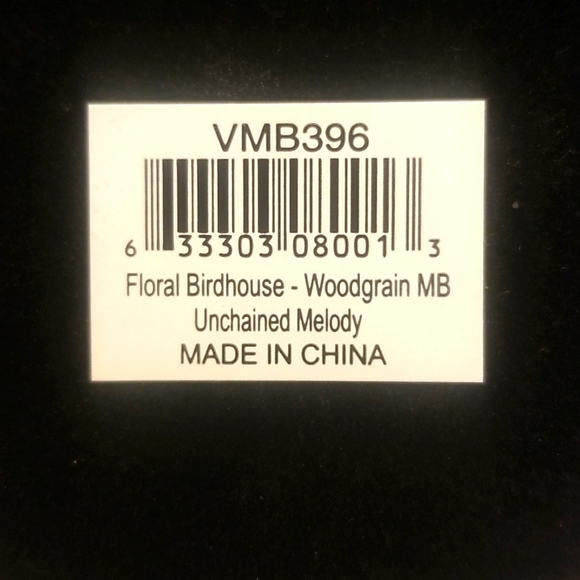 VMB396
6 33303 08001 3
Floral Birdhouse - Woodgrain MB
Unchained Melody
MADE IN CHINA